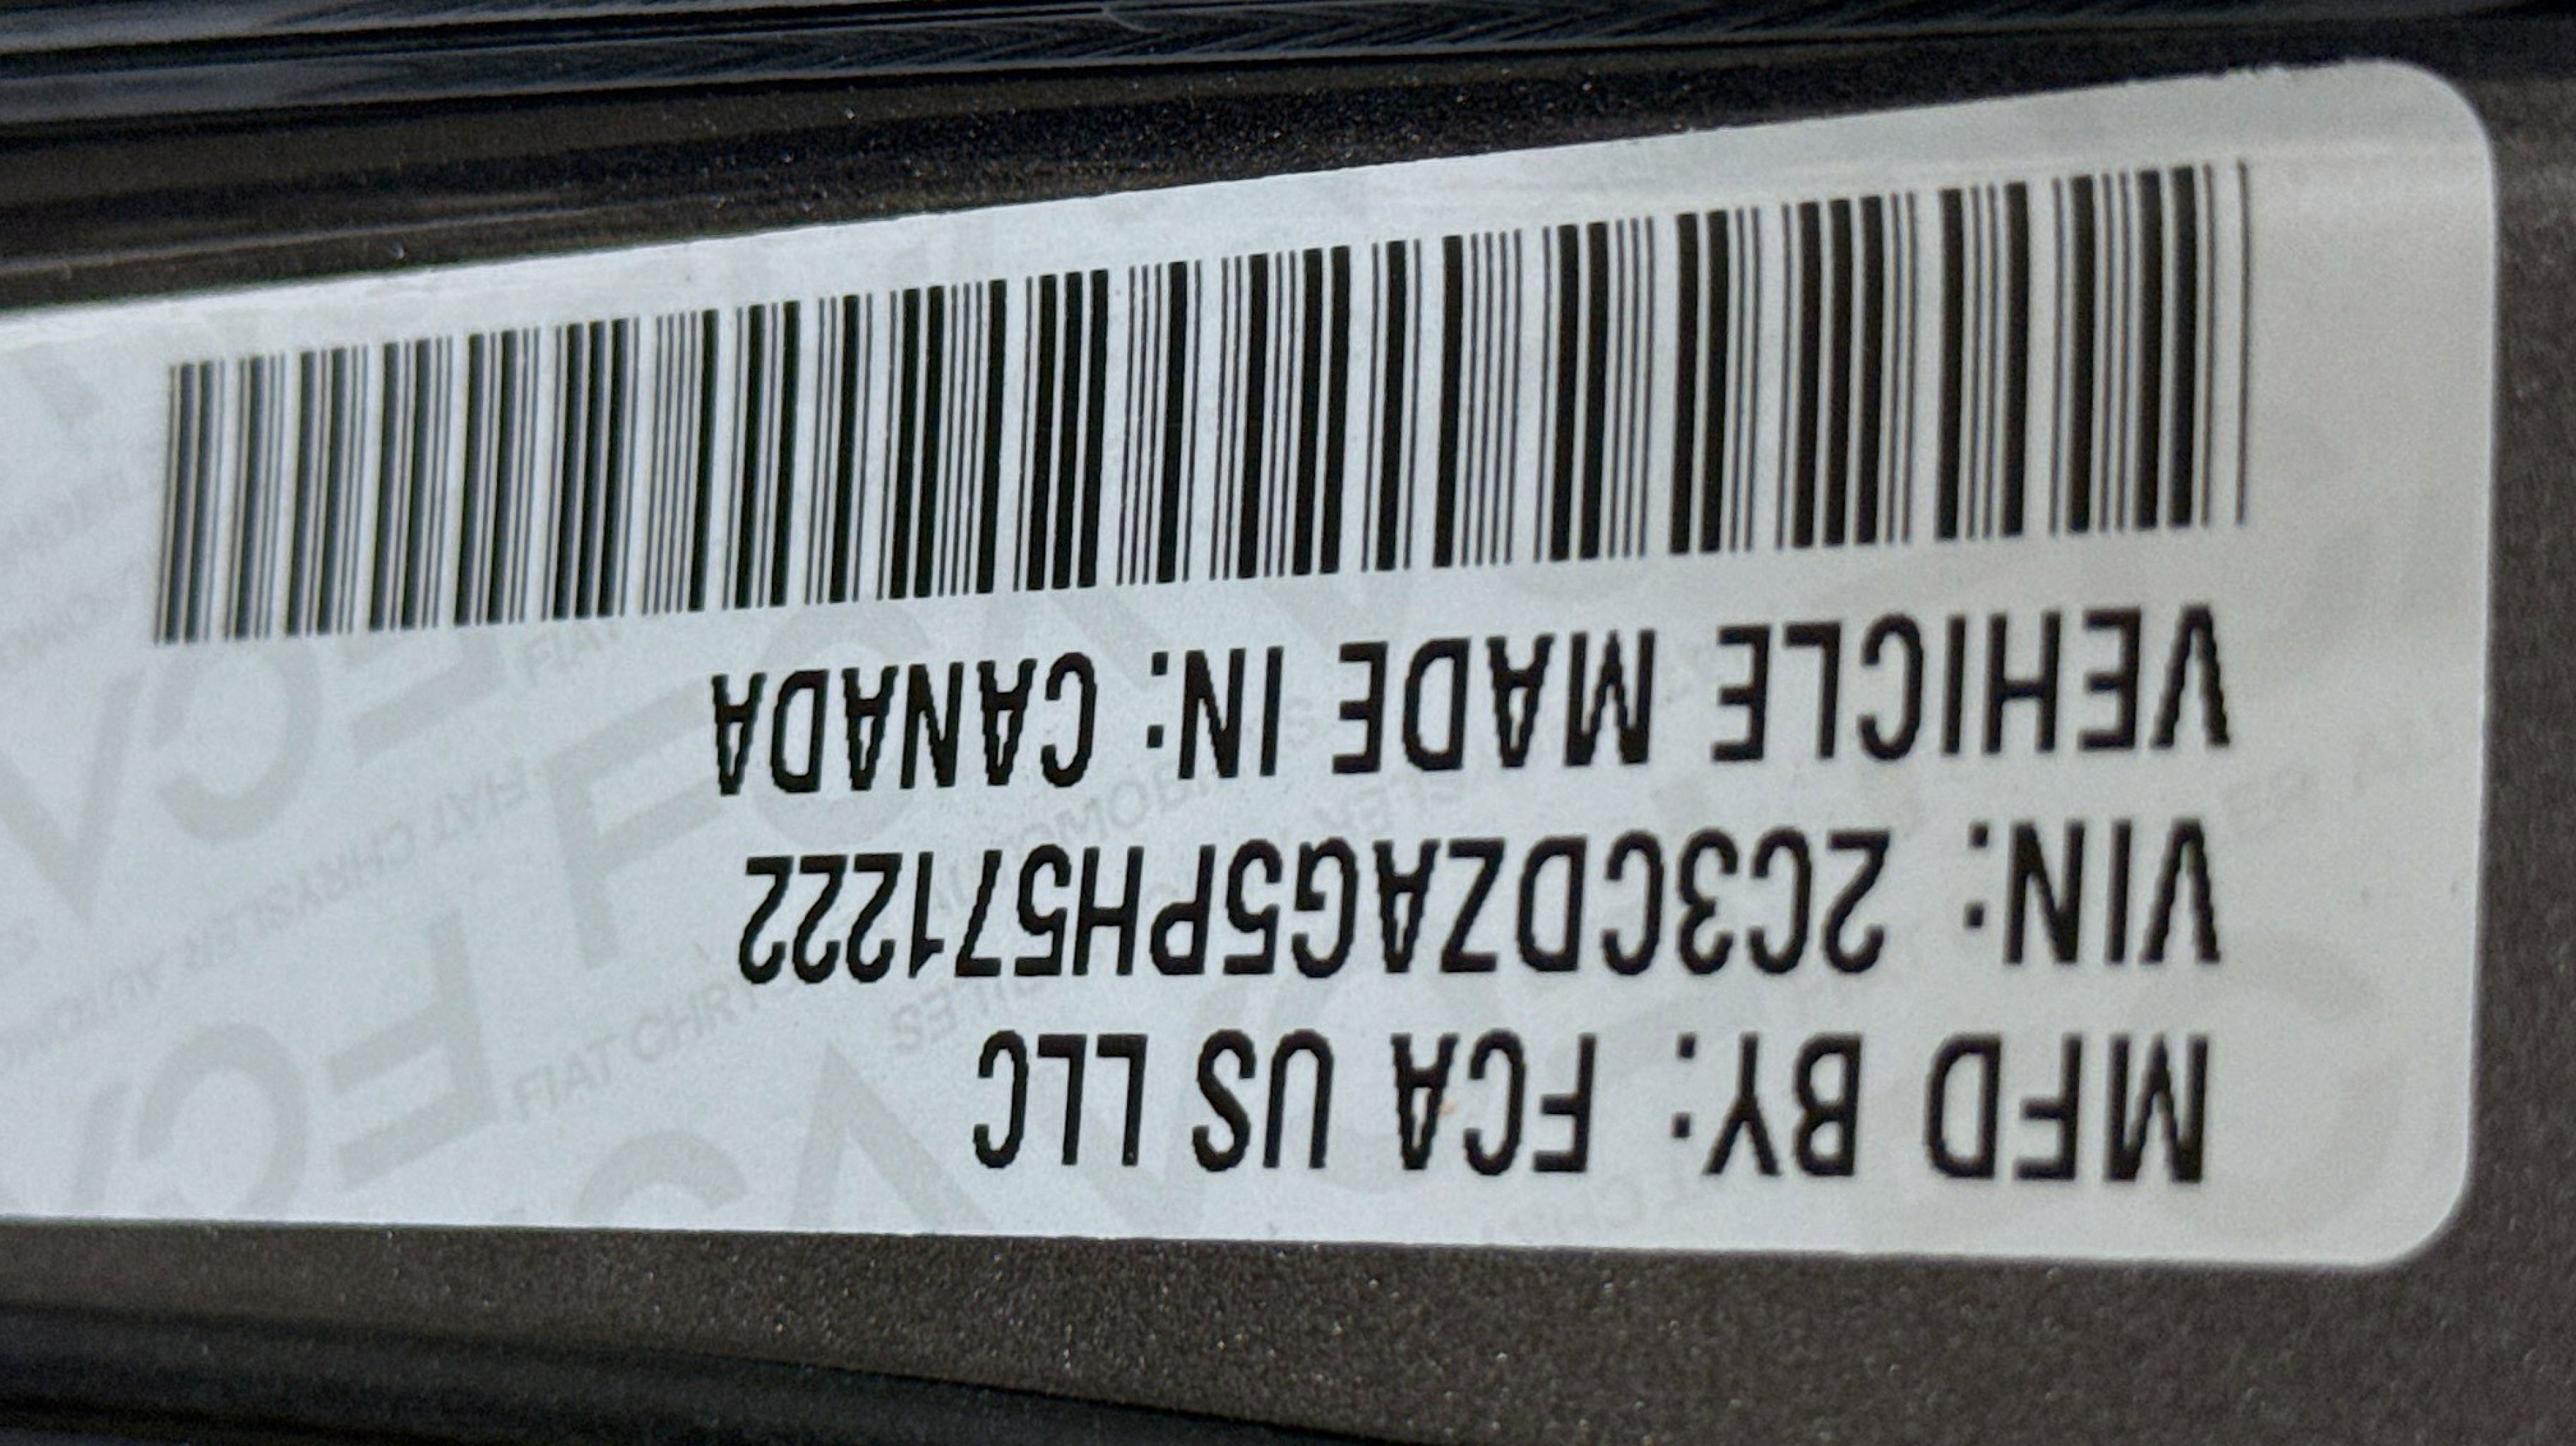 MFD BY: FCA US LLC
VIN: 2C3CDZAG5PH571222
VEHICLE MADE IN: CANADA